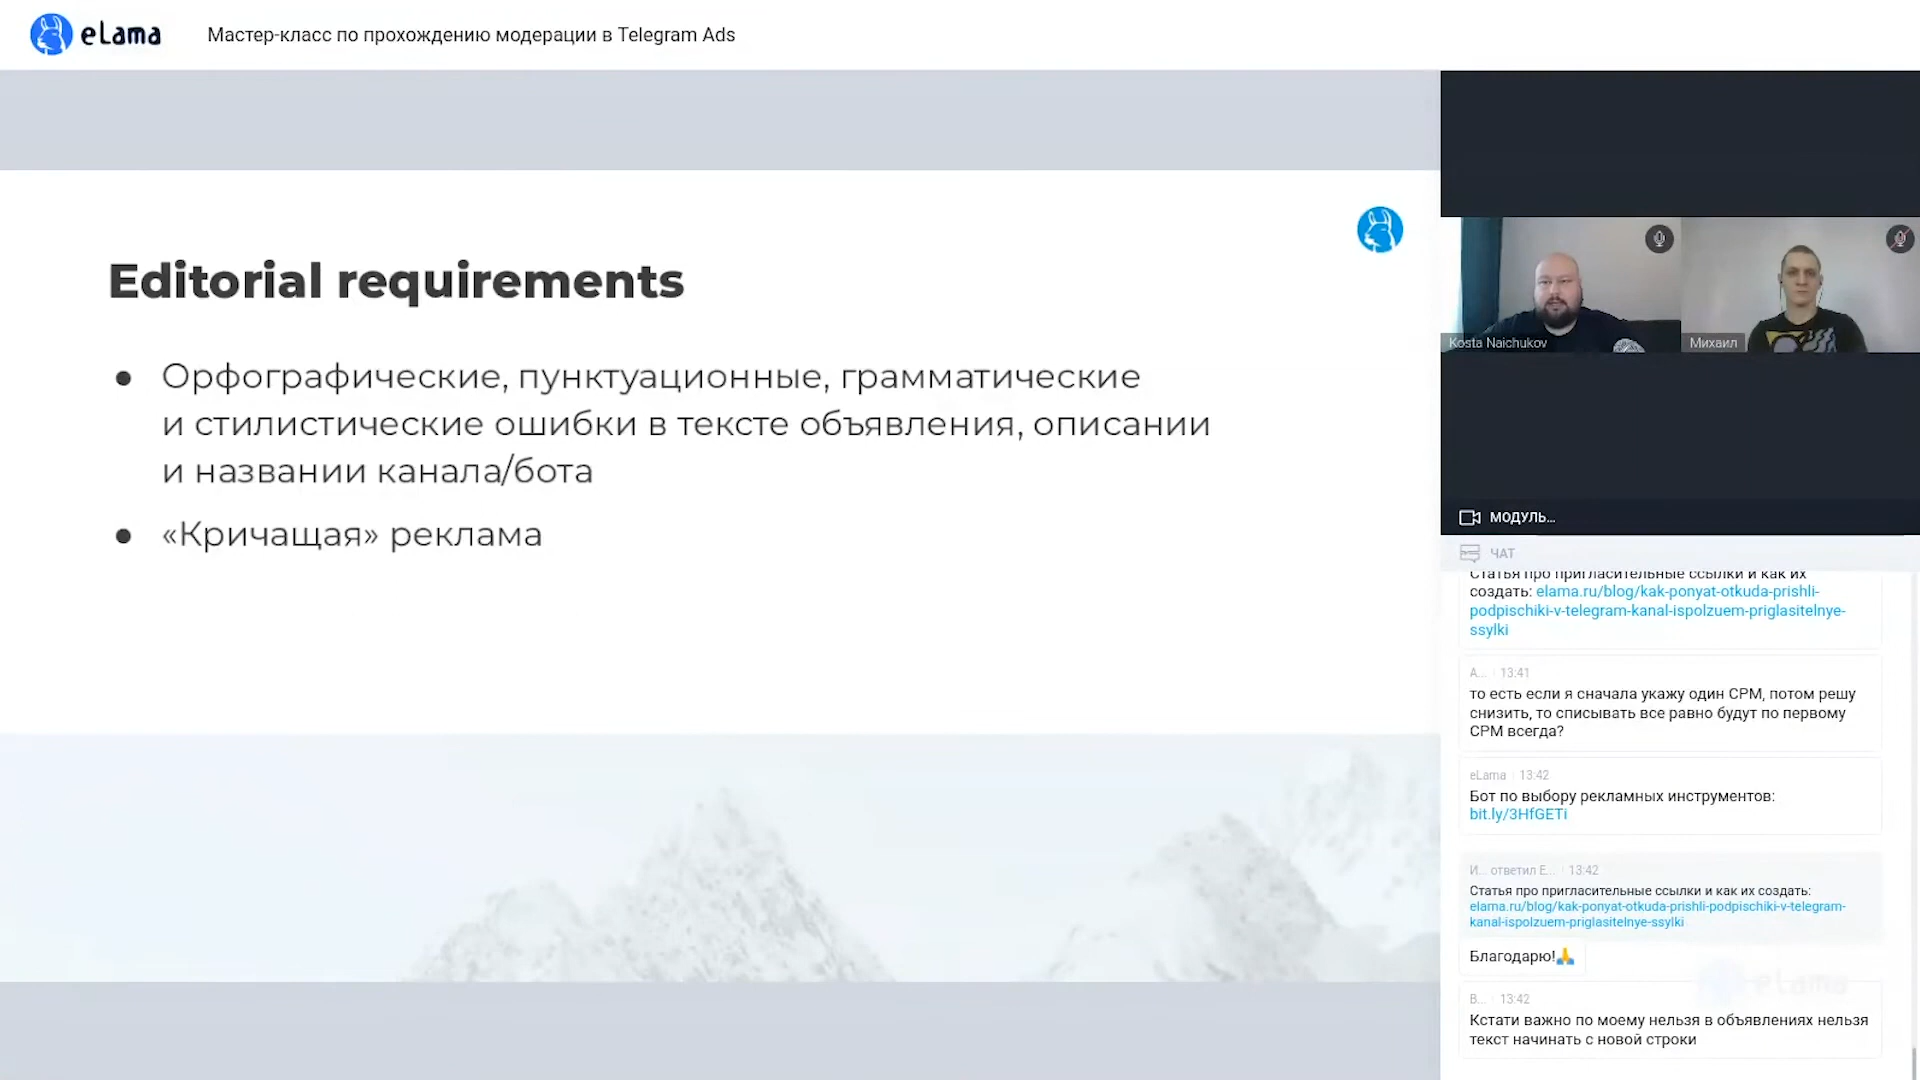 eLama
Мастер-класс по прохождению модерации в Telegram Ads
Editorial requirements
● Орфографические, пунктуационные, грамматические
и стилистические ошибки в тексте объявления, описании
и названии канала/бота
● «Кричащая» реклама
Kosta Naichukov
Михаил
МОДУЛЬ...
ЧАТ
Статья про пригласительные ссылки и как их
создать: elama.ru/blog/kak-ponyat-otkuda-prishli-
podpischiki-v-telegram-kanal-ispolzuem-priglasitelnye-
ssylki
А... 13:41
то есть если я сначала укажу один CPM, потом решу
снизить, то списывать все равно будут по первому
CPM всегда?
eLama 13:42
Бот по выбору рекламных инструментов:
bit.ly/3HfGETi
И... ответил Е... 13:42
Статья про пригласительные ссылки и как их создать:
elama.ru/blog/kak-ponyat-otkuda-prishli-podpischiki-v-telegram-
kanal-ispolzuem-priglasitelnye-ssylki
Благодарю!🙏
eLama
В... 13:42
Кстати важно по моему нельзя в объявлениях нельзя
текст начинать с новой строки